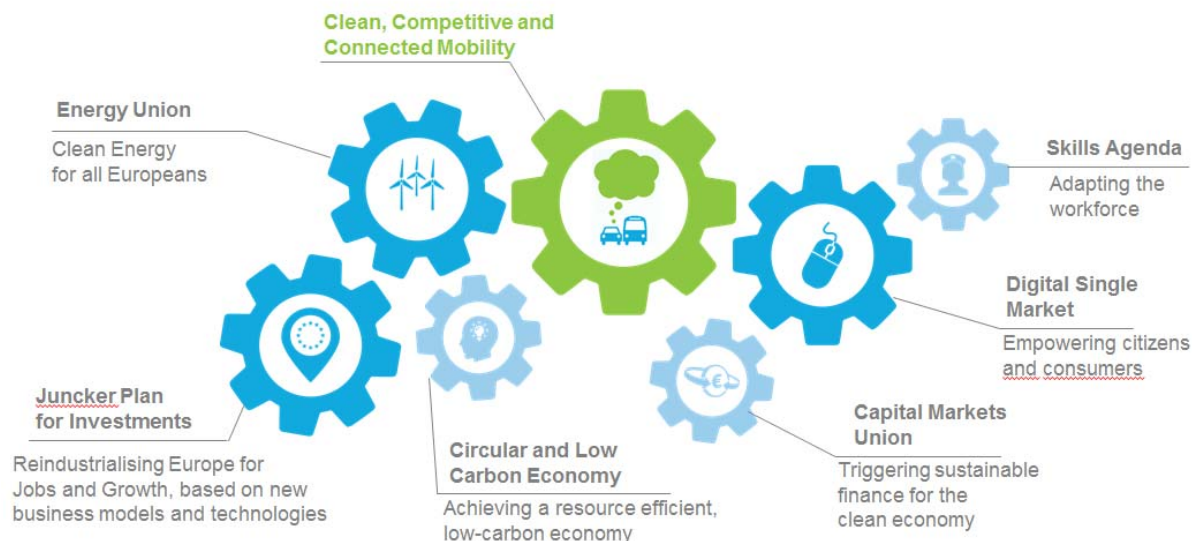 Clean, Competitive and
Connected Mobility
Energy Union
Clean Energy
for all Europeans
Skills Agenda
Adapting the
workforce
Digital Single
Market
Empowering citizens
and consumers
Juncker Plan
for Investments
Reindustrialising Europe for
Jobs and Growth, based on new
business models and technologies
Circular and Low
Carbon Economy
Achieving a resource efficient,
low-carbon economy
Capital Markets
Union
Triggering sustainable
finance for the
clean economy
€